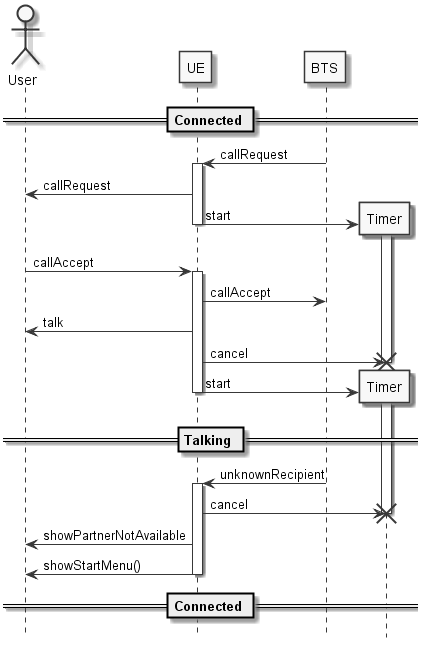 User
UE
BTS
Connected
callRequest
callRequest
start
Timer
callAccept
callAccept
talk
cancel
start
Timer
Talking
unknownRecipient
cancel
showPartnerNotAvailable
showStartMenu()
Connected